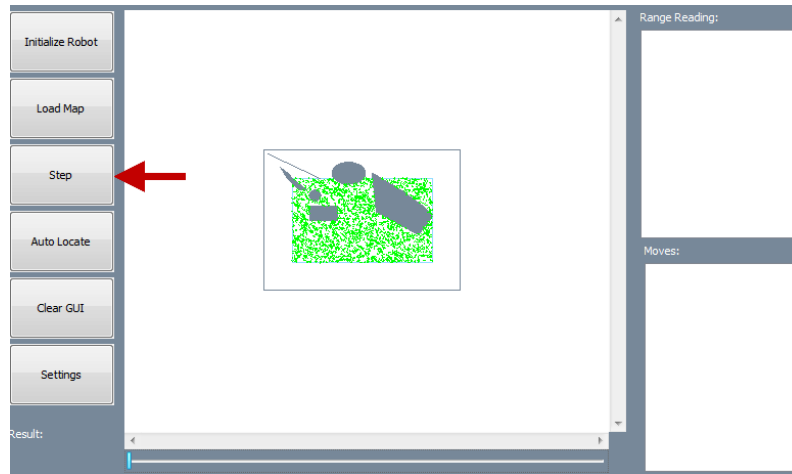 Initialize Robot
Load Map
Step
Auto Locate
Clear GUI
Settings
Result:
Range Reading:
Moves: